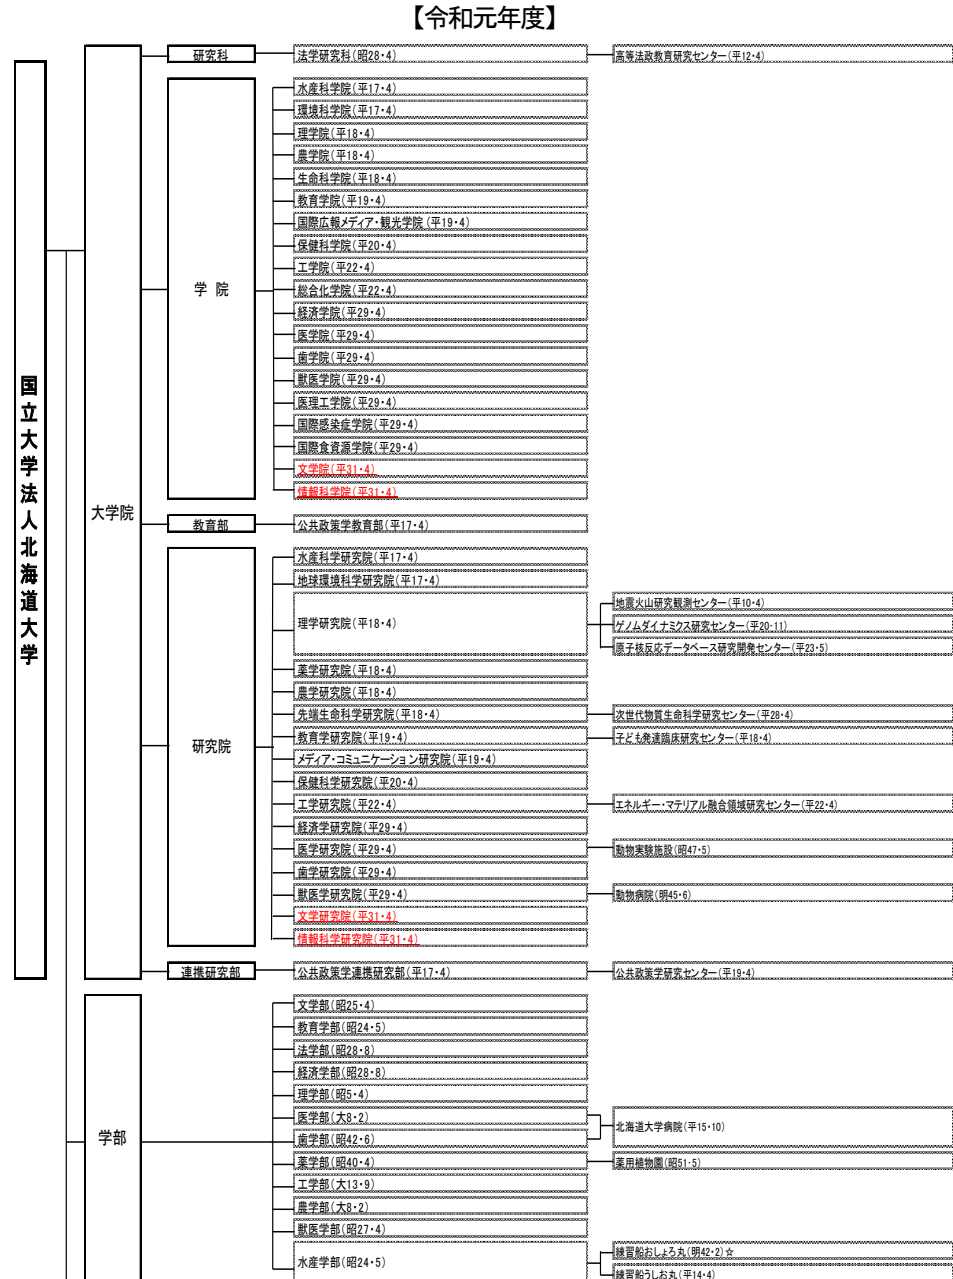 【令和元年度】
国立大学法人北海道大学
大学院
研究科
法学研究科(昭28・4)
高等法政教育研究センター(平12・4)
学 院
水産科学院(平17・4)
環境科学院(平17・4)
理学院(平18・4)
農学院(平18・4)
生命科学院(平18・4)
教育学院(平19・4)
国際広報メディア・観光学院(平19・4)
保健科学院(平20・4)
工学院(平22・4)
総合化学院(平22・4)
経済学院(平29・4)
医学院(平29・4)
歯学院(平29・4)
獣医学院(平29・4)
医理工学院(平29・4)
国際感染症学院(平29・4)
国際食資源学院(平29・4)
文学院(平31・4)
情報科学院(平31・4)
教育部
公共政策学教育部(平17・4)
研究院
水産科学研究院(平17・4)
地球環境科学研究院(平17・4)
理学研究院(平18・4)
地震火山研究観測センター(平10・4)
ゲノムダイナミクス研究センター(平20・11)
原子核反応データベース研究開発センター(平23・5)
薬学研究院(平18・4)
農学研究院(平18・4)
先端生命科学研究院(平18・4)
次世代物質生命科学研究センター(平28・4)
教育学研究院(平19・4)
子ども発達臨床研究センター(平18・4)
メディア・コミュニケーション研究院(平19・4)
保健科学研究院(平20・4)
工学研究院(平22・4)
エネルギー・マテリアル融合領域研究センター(平22・4)
経済学研究院(平29・4)
医学研究院(平29・4)
動物実験施設(昭47・5)
歯学研究院(平29・4)
獣医学研究院(平29・4)
動物病院(明45・6)
文学研究院(平31・4)
情報科学研究院(平31・4)
連携研究部
公共政策学連携研究部(平17・4)
公共政策学研究センター(平19・4)
学部
文学部(昭25・4)
教育学部(昭24・5)
法学部(昭28・8)
経済学部(昭28・8)
理学部(昭5・4)
医学部(大8・2)
歯学部(昭42・6)
北海道大学病院(平15・10)
薬学部(昭40・4)
薬用植物園(昭51・5)
工学部(大13・9)
農学部(大8・2)
獣医学部(昭27・4)
水産学部(昭24・5)
練習船おしょろ丸(明42・2)☆
練習船うしお丸(平14・4)